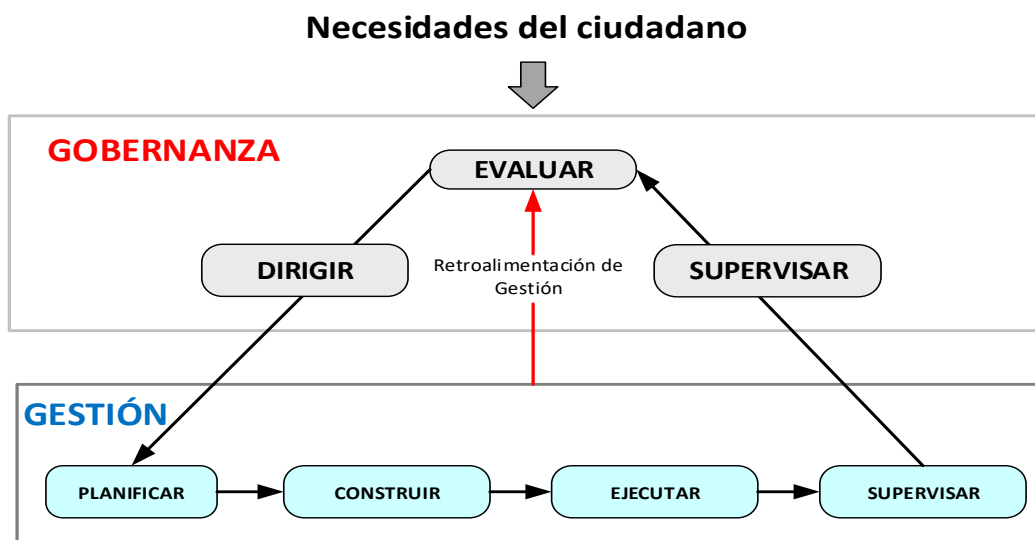 Necesidades del ciudadano
GOBERNANZA
EVALUAR
DIRIGIR
Retroalimentación de
Gestión
SUPERVISAR
GESTIÓN
PLANIFICAR
CONSTRUIR
EJECUTAR
SUPERVISAR